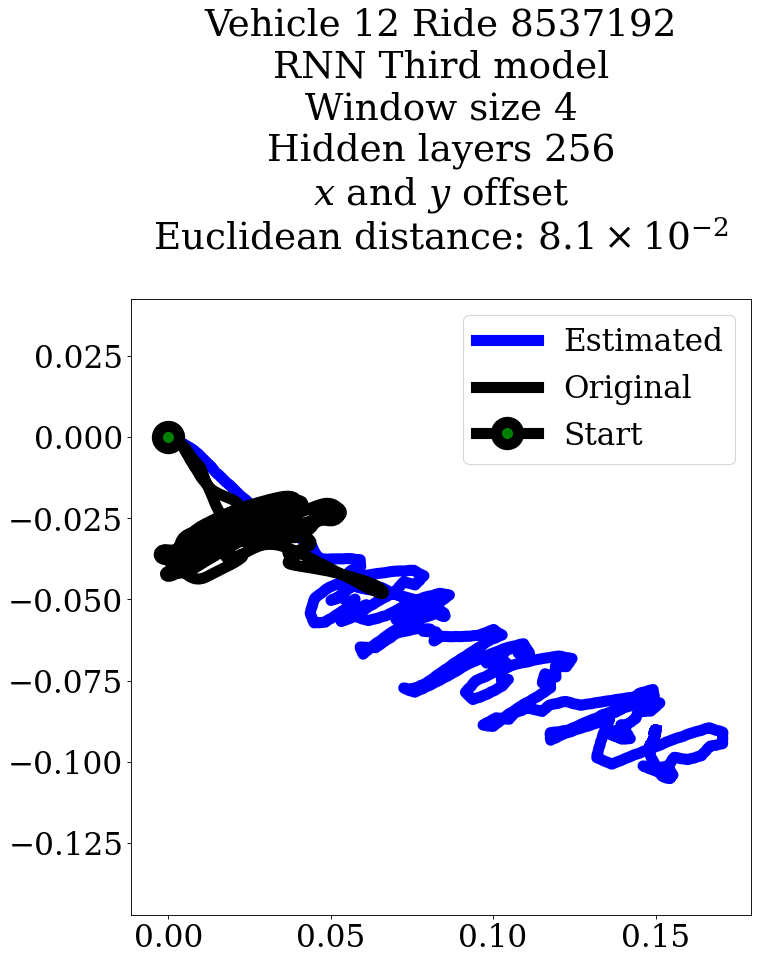 Vehicle 12 Ride 8537192
RNN Third model
Window size 4
Hidden layers 256
x and y offset
Euclidean distance: 8.1 × 10⁻²
Estimated
Original
Start
0.025
0.000
−0.025
−0.050
−0.075
−0.100
−0.125
0.00 0.05 0.10 0.15